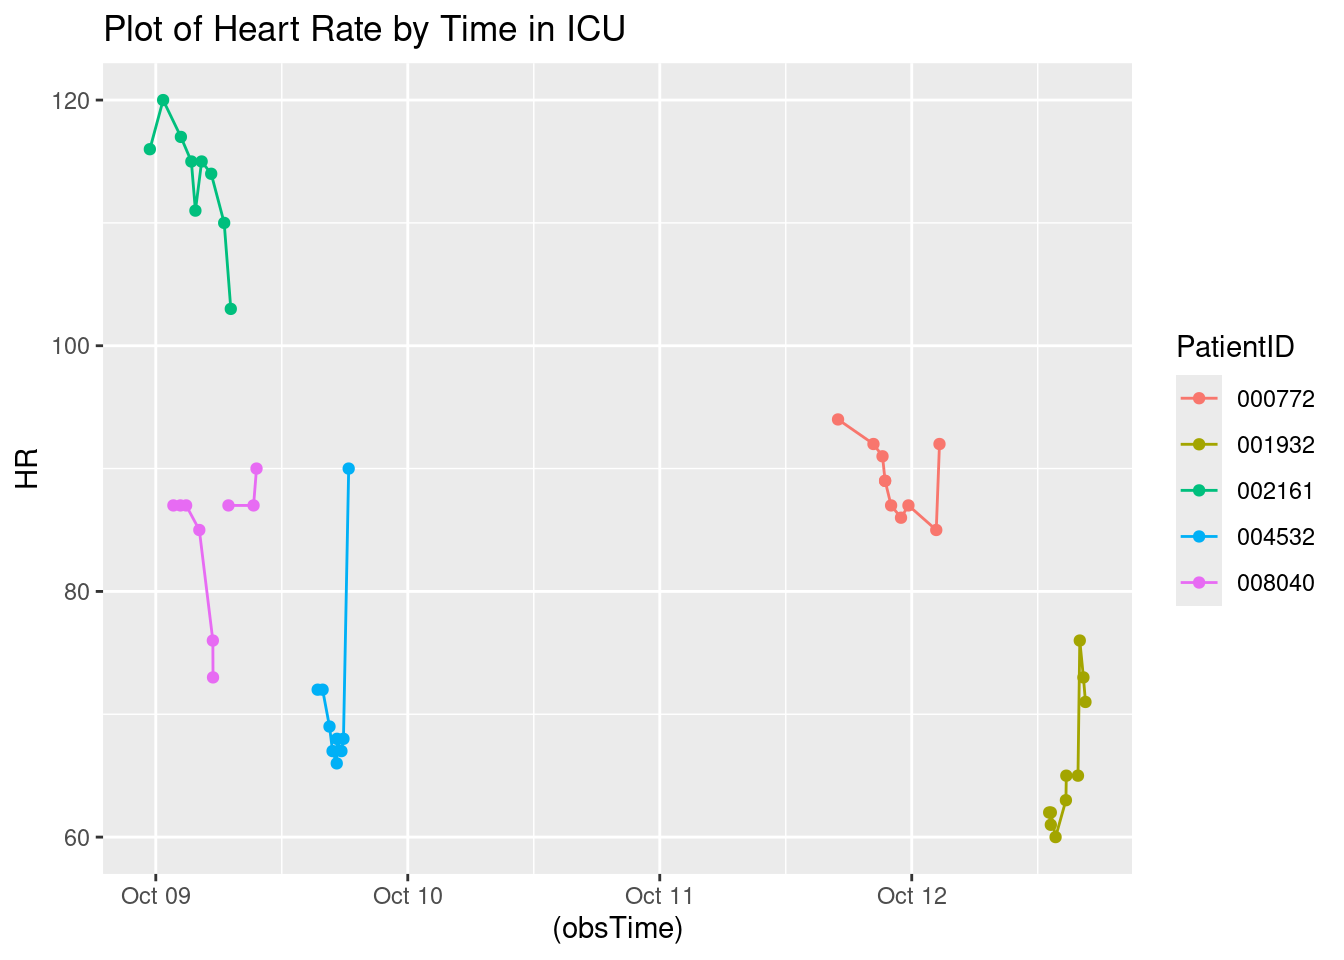 Plot of Heart Rate by Time in ICU
120
100
80
60
HR
Oct 09 Oct 10 Oct 11 Oct 12
(obsTime)
PatientID
000772
001932
002161
004532
008040